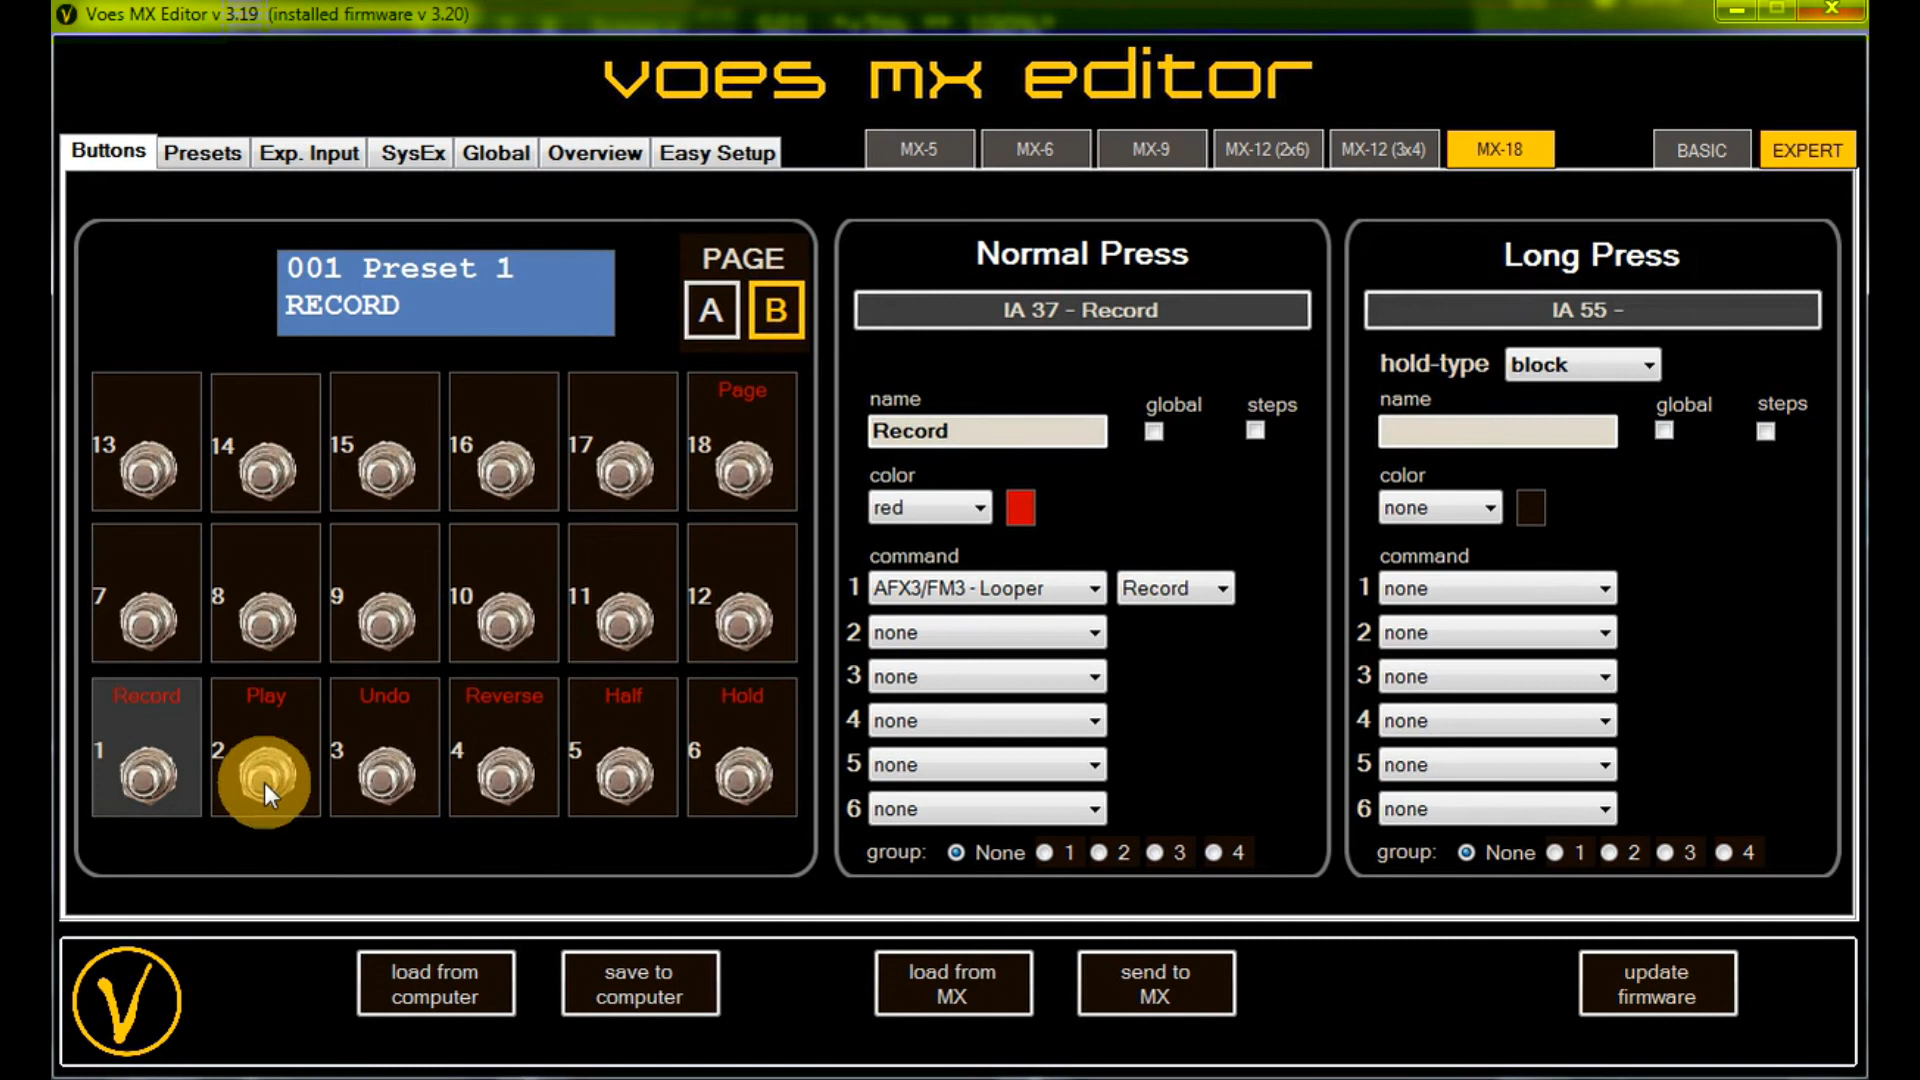 Voes MX Editor v 3.19 (installed firmware v 3.20)
voes mx editor
Buttons Presets Exp. Input SysEx Global Overview Easy Setup
MX-5 MX-6 MX-9 MX-12 (2x6) MX-12 (3x4) MX-18 BASIC EXPERT
001 Preset 1
RECORD
PAGE
A B
Page
13 14 15 16 17 18
7 8 9 10 11 12
Record Play Undo Reverse Half Hold
1 2 3 4 5 6
Normal Press
IA 37 - Record
name global steps
Record
color
red
command
1 AFX3/FM3 - Looper Record
2 none
3 none
4 none
5 none
6 none
group: None 1 2 3 4
Long Press
IA 55 -
hold-type block
name global steps
color
none
command
1 none
2 none
3 none
4 none
5 none
6 none
group: None 1 2 3 4
V
load from
computer
save to
computer
load from
MX
send to
MX
update
firmware